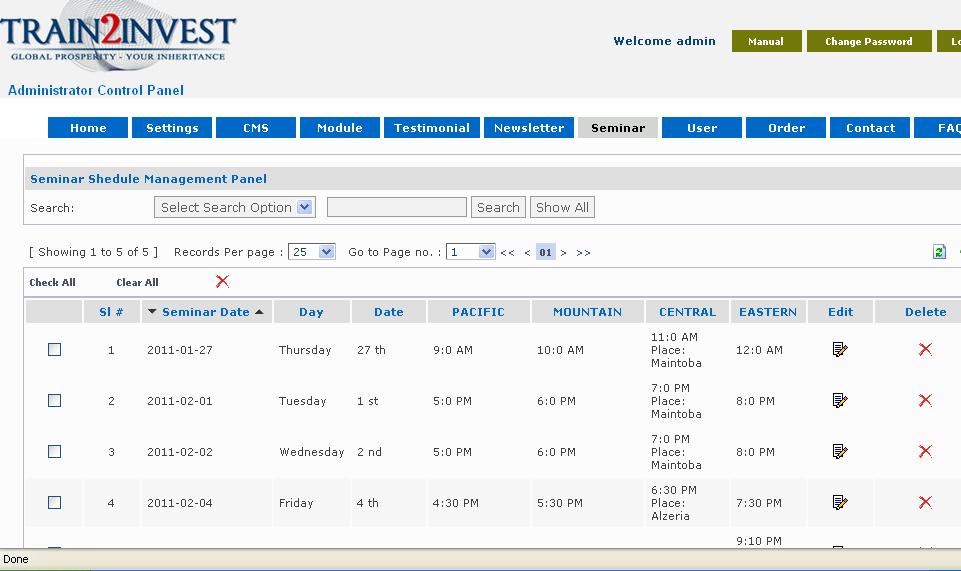 TRAIN2INVEST
GLOBAL PROSPERITY - YOUR INHERITANCE
Welcome admin Manual Change Password
Administrator Control Panel
Home Settings CMS Module Testimonial Newsletter Seminar User Order Contact FAQ
Seminar Shedule Management Panel
Search: Select Search Option Search Show All
[ Showing 1 to 5 of 5 ] Records Per page : 25 Go to Page no. : 1 << < 01 > >>
Check All Clear All
Sl # Seminar Date Day Date PACIFIC MOUNTAIN CENTRAL EASTERN Edit Delete
1 2011-01-27 Thursday 27 th 9:0 AM 10:0 AM 11:0 AM Place: Maintoba 12:0 AM
2 2011-02-01 Tuesday 1 st 5:0 PM 6:0 PM 7:0 PM Place: Maintoba 8:0 PM
3 2011-02-02 Wednesday 2 nd 5:0 PM 6:0 PM 7:0 PM Place: Maintoba 8:0 PM
4 2011-02-04 Friday 4 th 4:30 PM 5:30 PM 6:30 PM Place: Alzeria 7:30 PM
9:10 PM
Done